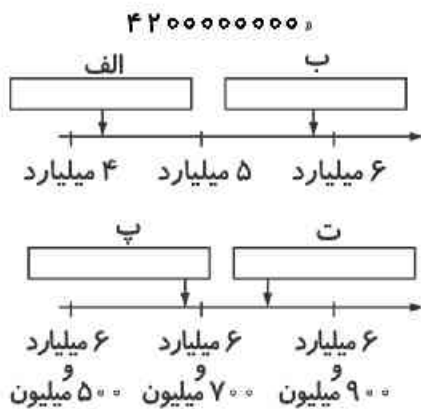 ۴۲۰۰۰۰۰۰۰۰ »
الف ب
۴ میلیارد ۵ میلیارد ۶ میلیارد
پ ت
۶ میلیارد ۶ میلیارد ۶ میلیارد
و و و
۵۰۰ میلیون ۷۰۰ میلیون ۹۰۰ میلیون